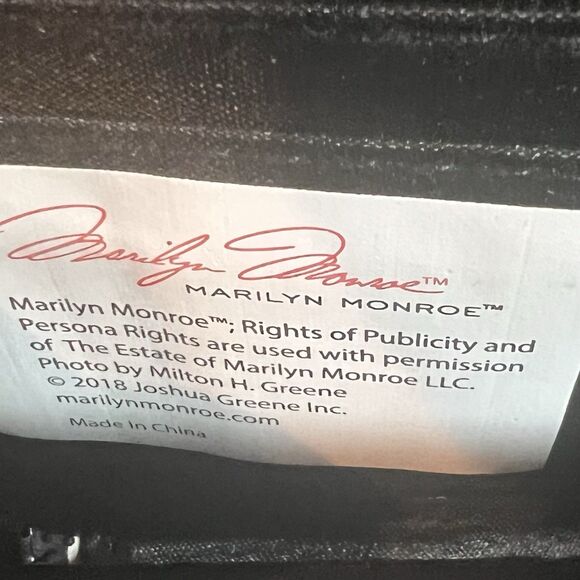 Marilyn Monroe™
MARILYN MONROE™
Marilyn Monroe™; Rights of Publicity and
Persona Rights are used with permission
of The Estate of Marilyn Monroe LLC.
Photo by Milton H. Greene
© 2018 Joshua Greene Inc.
marilynmonroe.com
Made In China